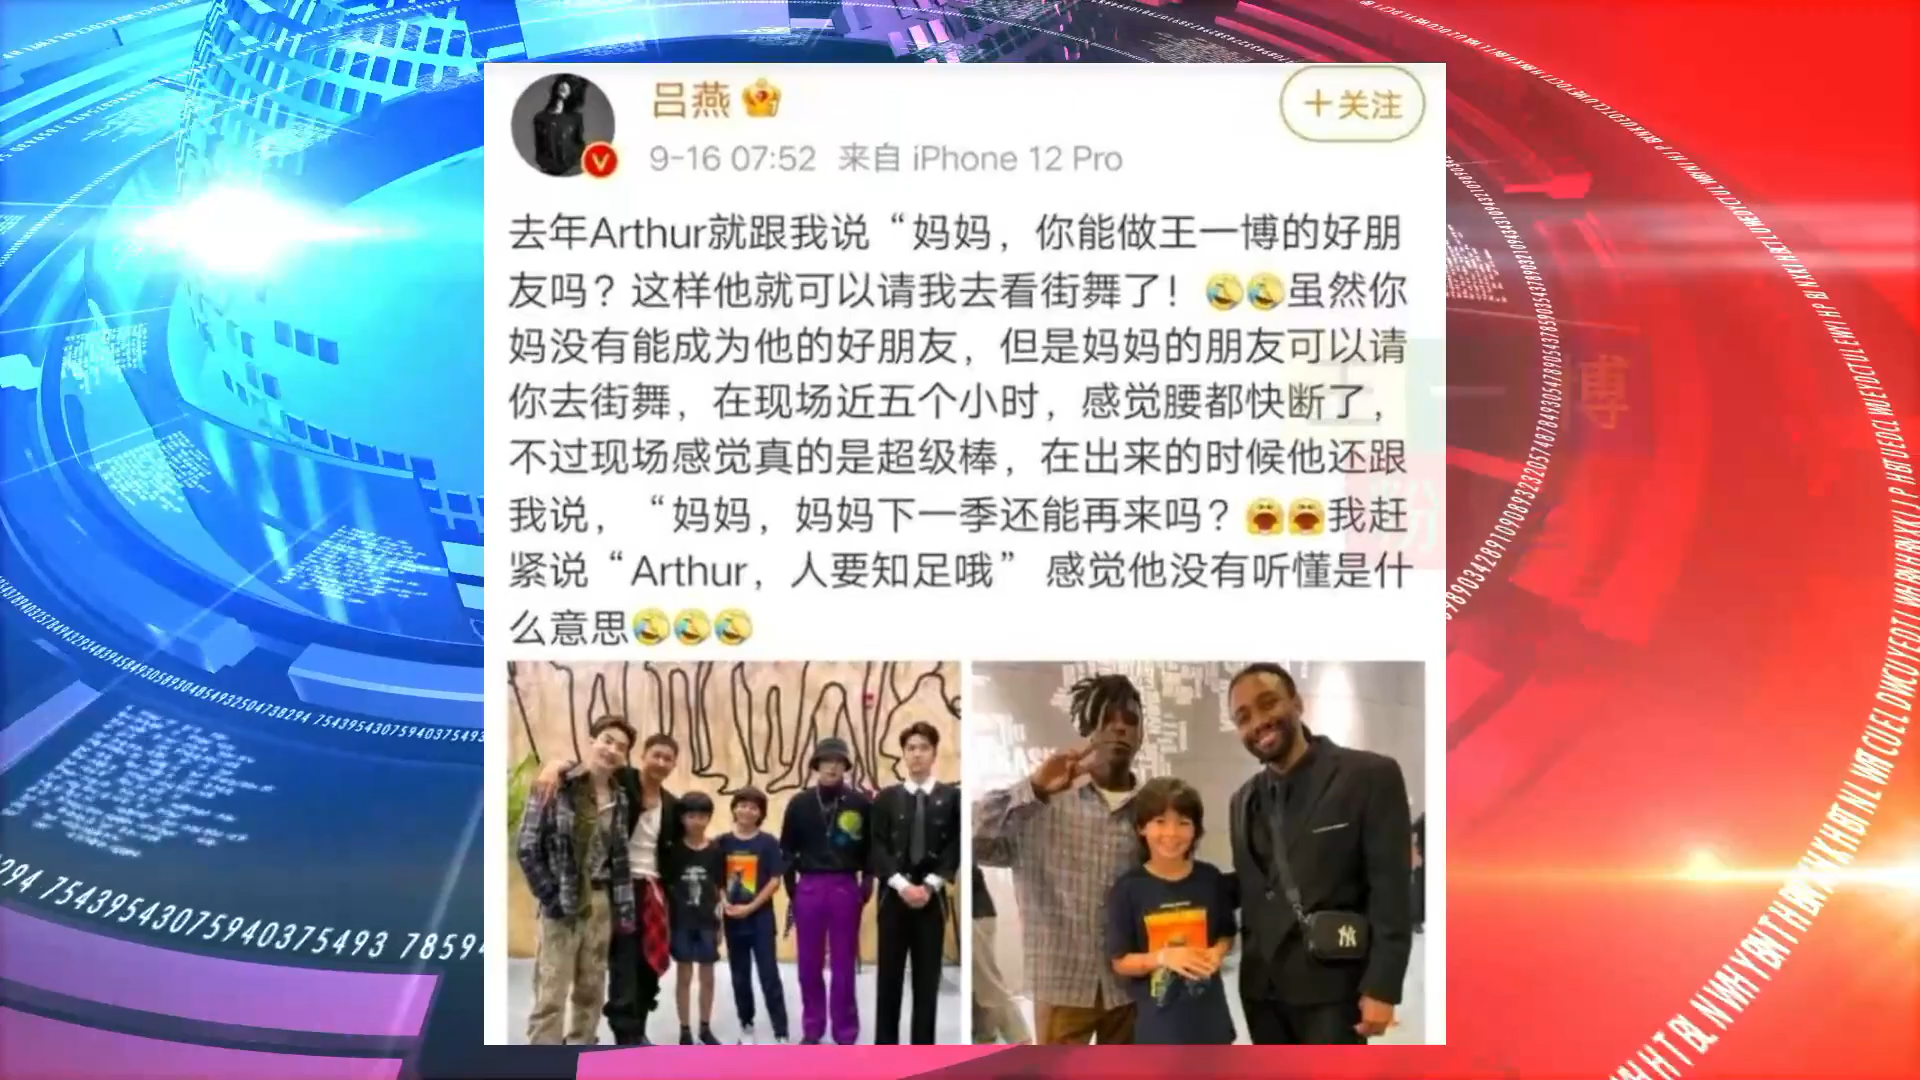 吕燕
+关注
9-16 07:52 来自 iPhone 12 Pro
去年Arthur就跟我说“妈妈，你能做王一博的好朋
友吗？这样他就可以请我去看街舞了！虽然你
妈没有能成为他的好朋友，但是妈妈的朋友可以请
你去街舞，在现场近五个小时，感觉腰都快断了，
不过现场感觉真的是超级棒，在出来的时候他还跟
我说，“妈妈，妈妈下一季还能再来吗？我赶
紧说“Arthur，人要知足哦” 感觉他没有听懂是什
么意思